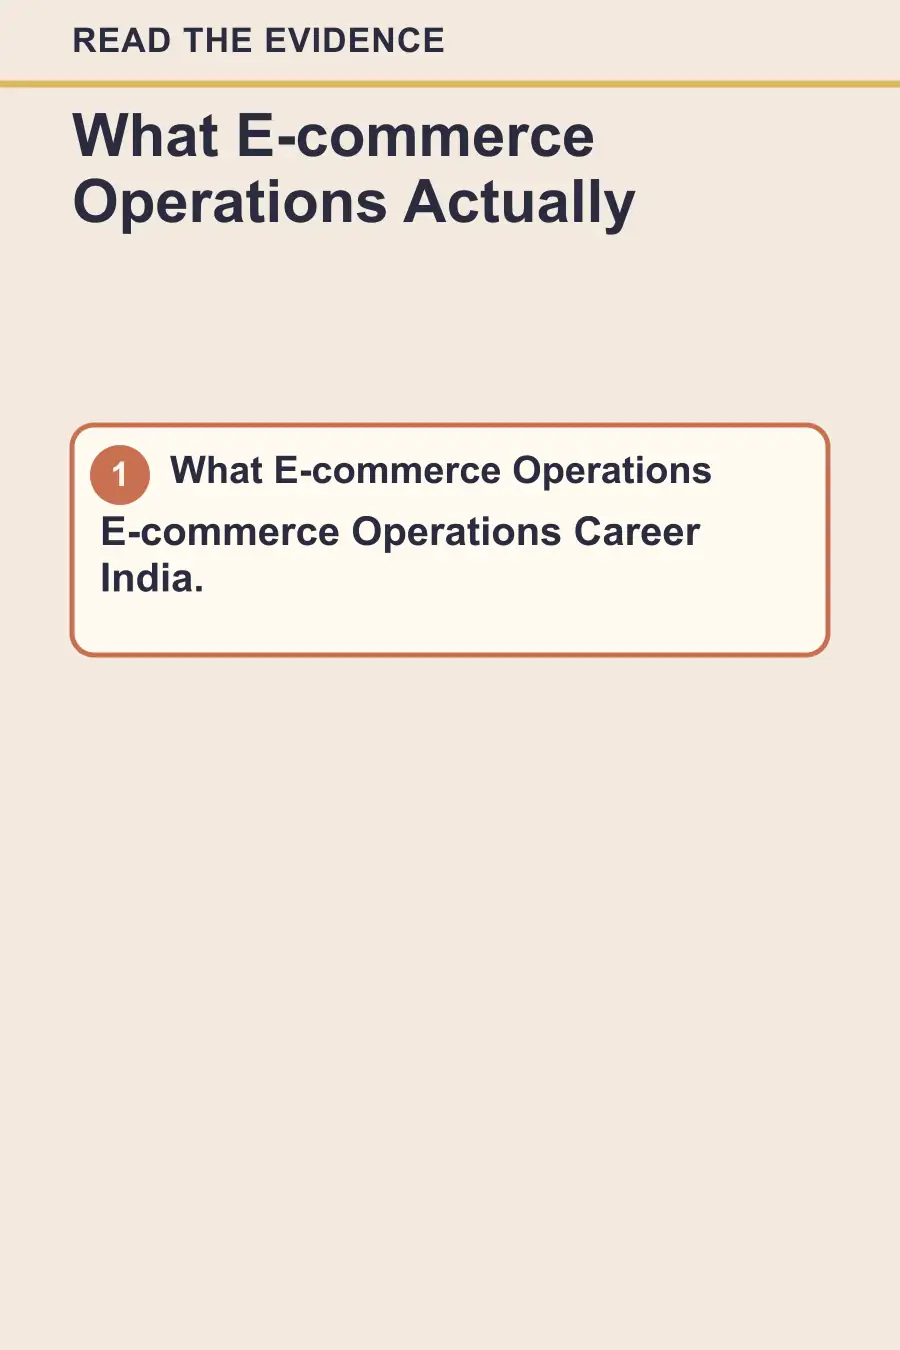 READ THE EVIDENCE
What E-commerce
Operations Actually
1 What E-commerce Operations
E-commerce Operations Career
India.